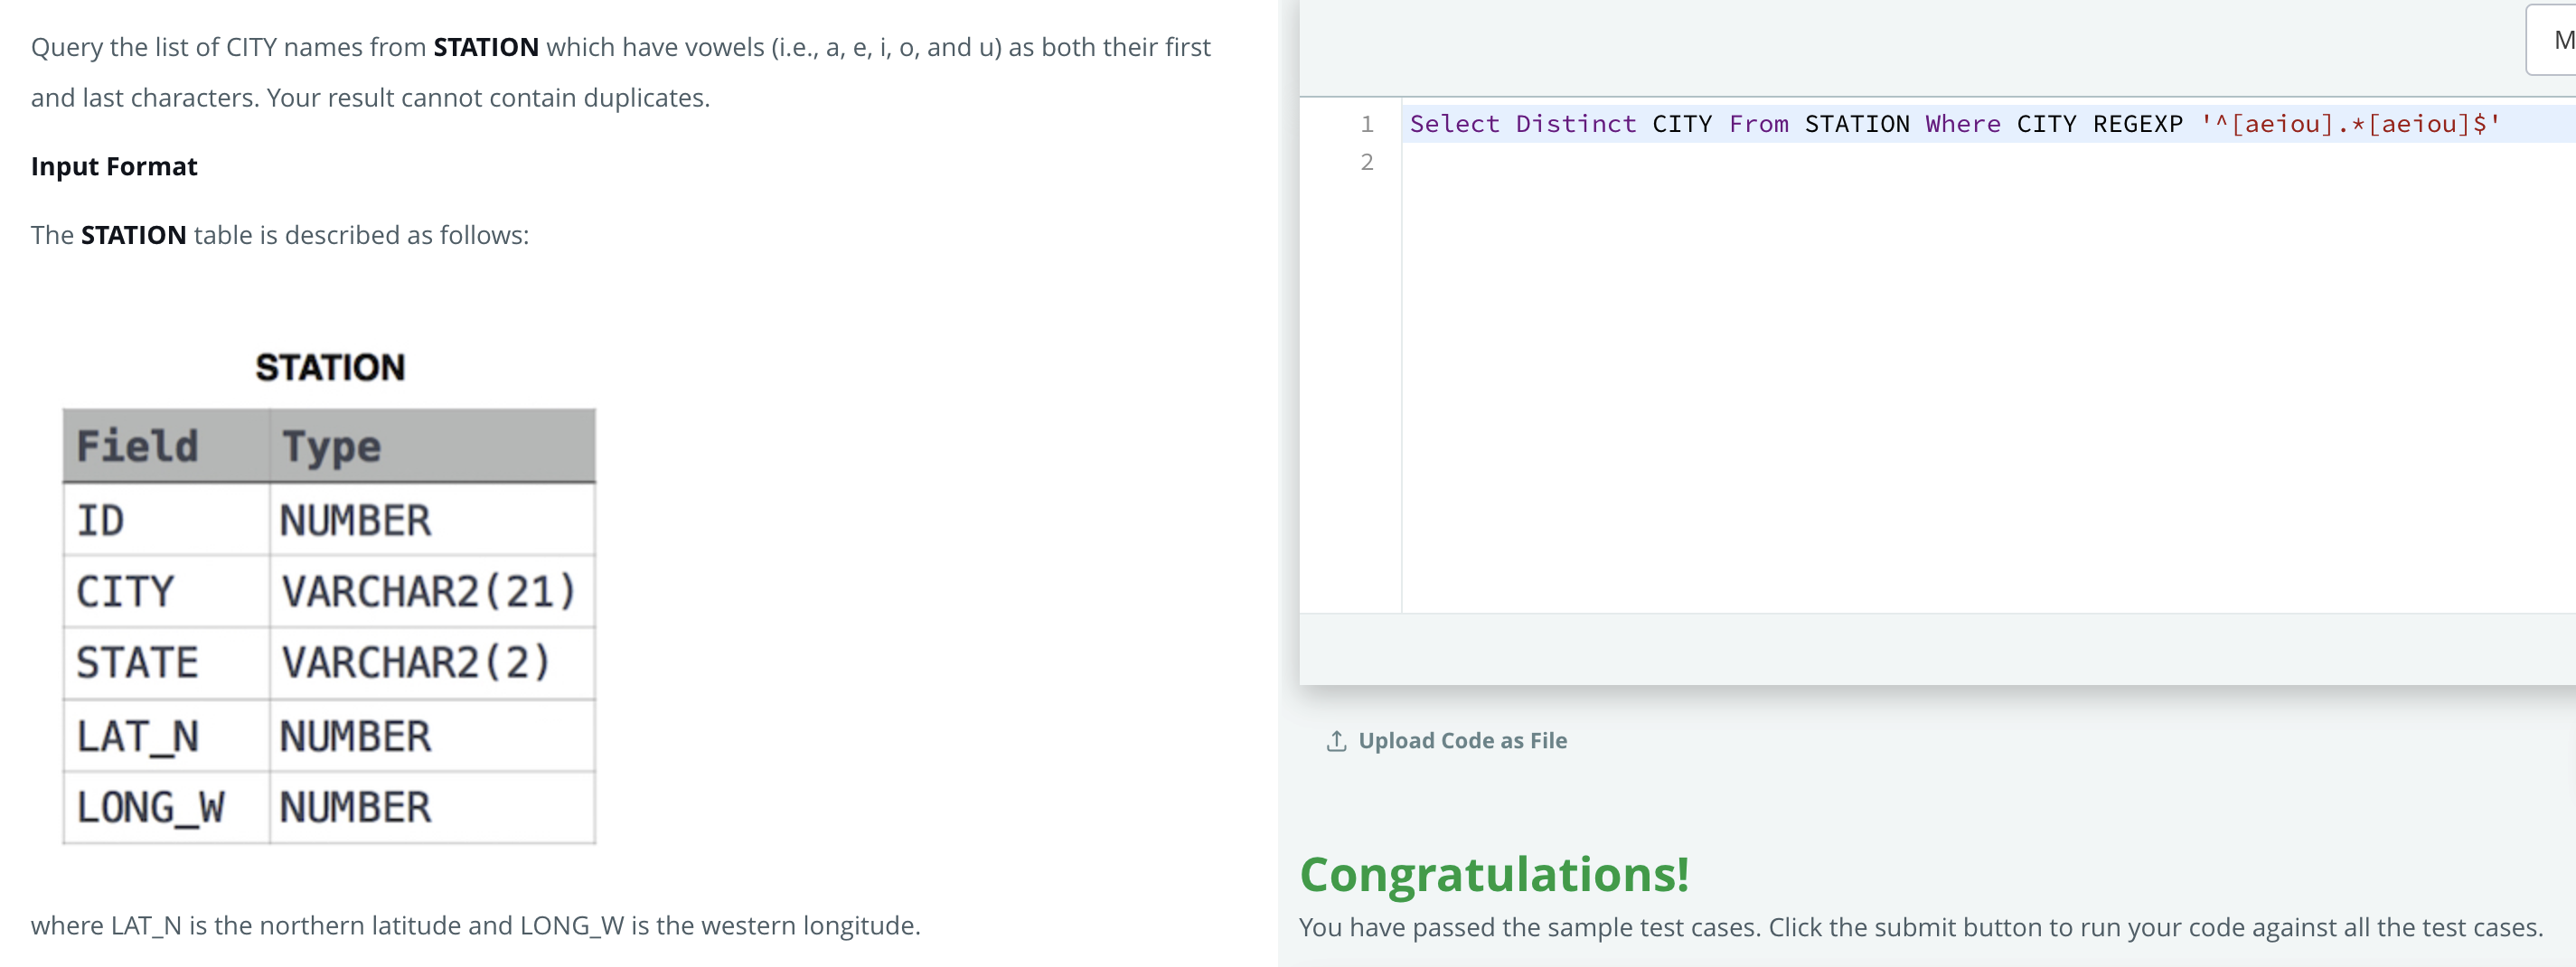 Query the list of CITY names from STATION which have vowels (i.e., a, e, i, o, and u) as both their first
and last characters. Your result cannot contain duplicates.
Input Format
The STATION table is described as follows:
STATION
Field Type
ID NUMBER
CITY VARCHAR2(21)
STATE VARCHAR2(2)
LAT_N NUMBER
LONG_W NUMBER
where LAT_N is the northern latitude and LONG_W is the western longitude.
1 Select Distinct CITY From STATION Where CITY REGEXP '^[aeiou].*[aeiou]$'
2
Upload Code as File
Congratulations!
You have passed the sample test cases. Click the submit button to run your code against all the test cases.